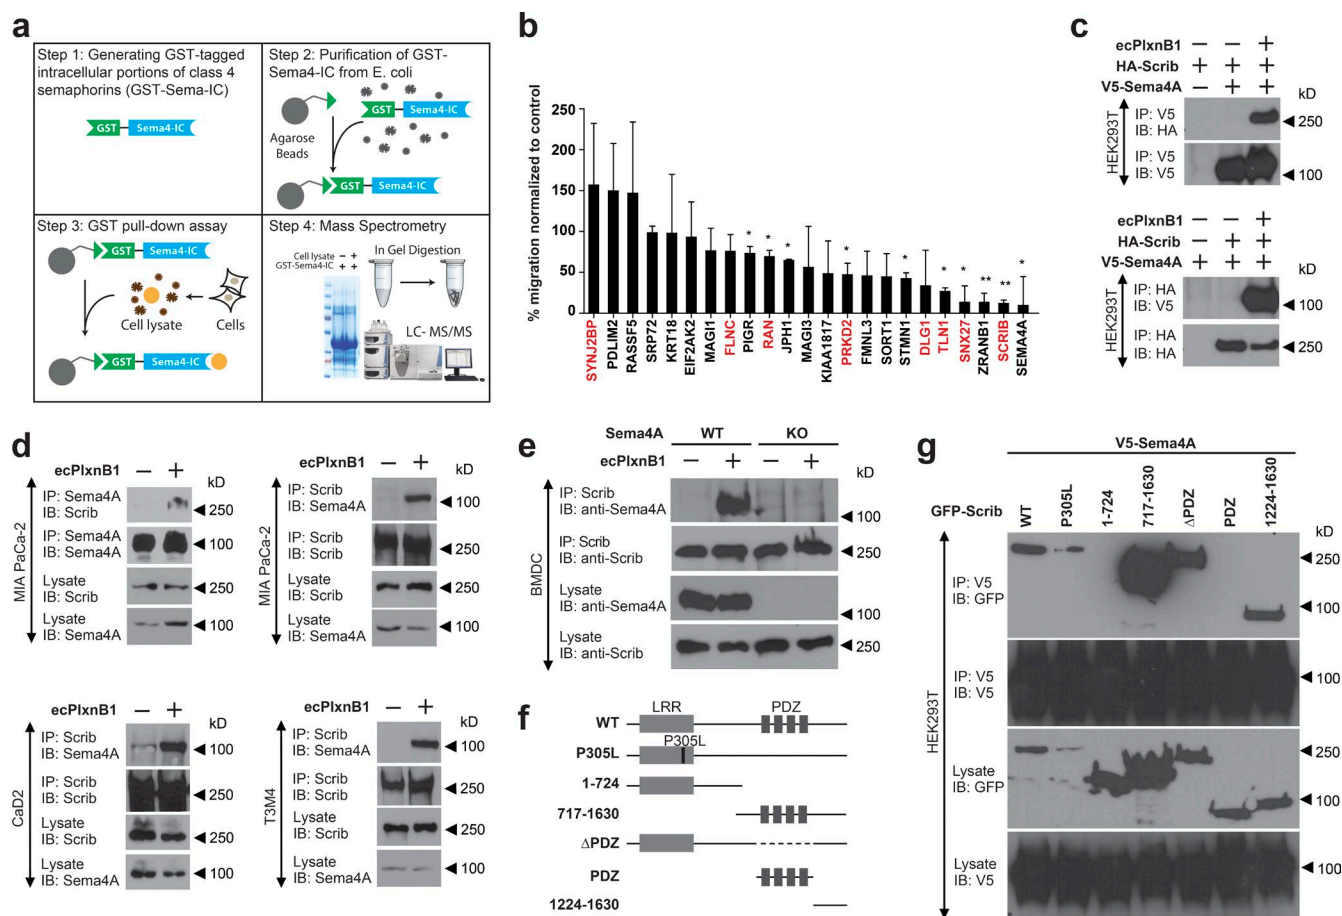 a
Step 1: Generating GST-tagged
intracellular portions of class 4
semaphorins (GST-Sema-IC)
GST Sema4-IC
Step 2: Purification of GST-
Sema4-IC from E. coli
GST Sema4-IC
Agarose
Beads
GST Sema4-IC
Step 3: GST pull-down assay
GST Sema4-IC
Cell lysate
Cells
GST Sema4-IC
Step 4: Mass Spectrometry
Cell lysate − +
GST-Sema4-IC + +
In Gel Digestion
LC- MS/MS
b
% migration normalized to control
250
200
150
100
50
0
* * * * * * * ** ** *
SYNJ2BP
PDLIM2
RASSF5
SRP72
KRT18
EIF2AK2
MAGI1
FLNC
PIGR
RAN
JPH1
MAGI3
KIAA1817
PRKD2
FMNL3
SORT1
STMN1
DLG1
TLN1
SNX27
ZRANB1
SCRIB
SEMA4A
c
ecPlxnB1 − − +
HA-Scrib − + +
V5-Sema4A − + +
kD
HEK293T
IP: V5
IB: HA
250
IP: V5
IB: V5
100
ecPlxnB1 − − +
HA-Scrib − + +
V5-Sema4A + + +
kD
HEK293T
IP: HA
IB: V5
100
IP: HA
IB: HA
250
d
ecPlxnB1 − +
kD
MIA PaCa-2
IP: Sema4A
IB: Scrib
250
IP: Sema4A
IB: Sema4A
100
Lysate
IB: Scrib
250
Lysate
IB: Sema4A
100
ecPlxnB1 − +
kD
MIA PaCa-2
IP: Scrib
IB: Sema4A
100
IP: Scrib
IB: Scrib
250
Lysate
IB: Scrib
250
Lysate
IB: Sema4A
100
ecPlxnB1 − +
kD
CaD2
IP: Scrib
IB: Sema4A
100
IP: Scrib
IB: Scrib
250
Lysate
IB: Scrib
250
Lysate
IB: Sema4A
100
ecPlxnB1 − +
kD
T3M4
IP: Scrib
IB: Sema4A
100
IP: Scrib
IB: Scrib
250
Lysate
IB: Scrib
250
Lysate
IB: Sema4A
100
e
Sema4A WT KO
ecPlxnB1 − + − +
kD
BMDC
IP: Scrib
IB: anti-Sema4A
100
IP: Scrib
IB: anti-Scrib
250
Lysate
IB: anti-Sema4A
100
Lysate
IB: anti-Scrib
250
f
LRR PDZ
WT
P305L
P305L
1-724
717-1630
ΔPDZ
PDZ
1224-1630
g
V5-Sema4A
GFP-Scrib WT P305L 1-724 717-1630 ΔPDZ PDZ 1224-1630
kD
HEK293T
250
IP: V5
IB: GFP
100
IP: V5
IB: V5
100
250
Lysate
IB: GFP
100
Lysate
IB: V5
100